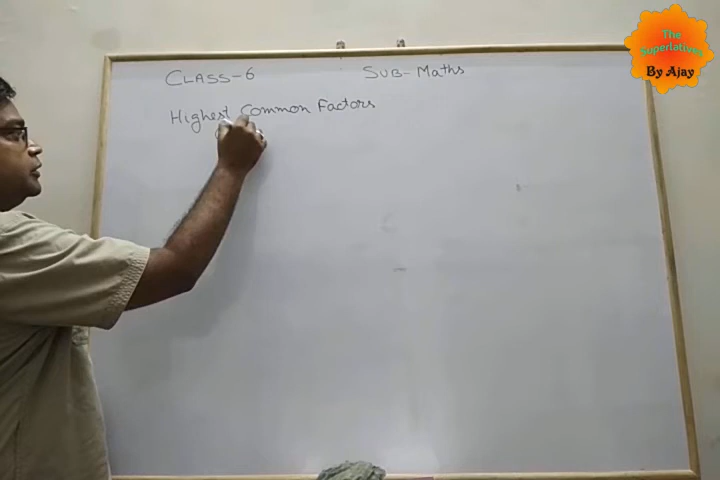 CLASS-6 SUB- Maths
Highest Common Factors
The
Superlatives
By Ajay